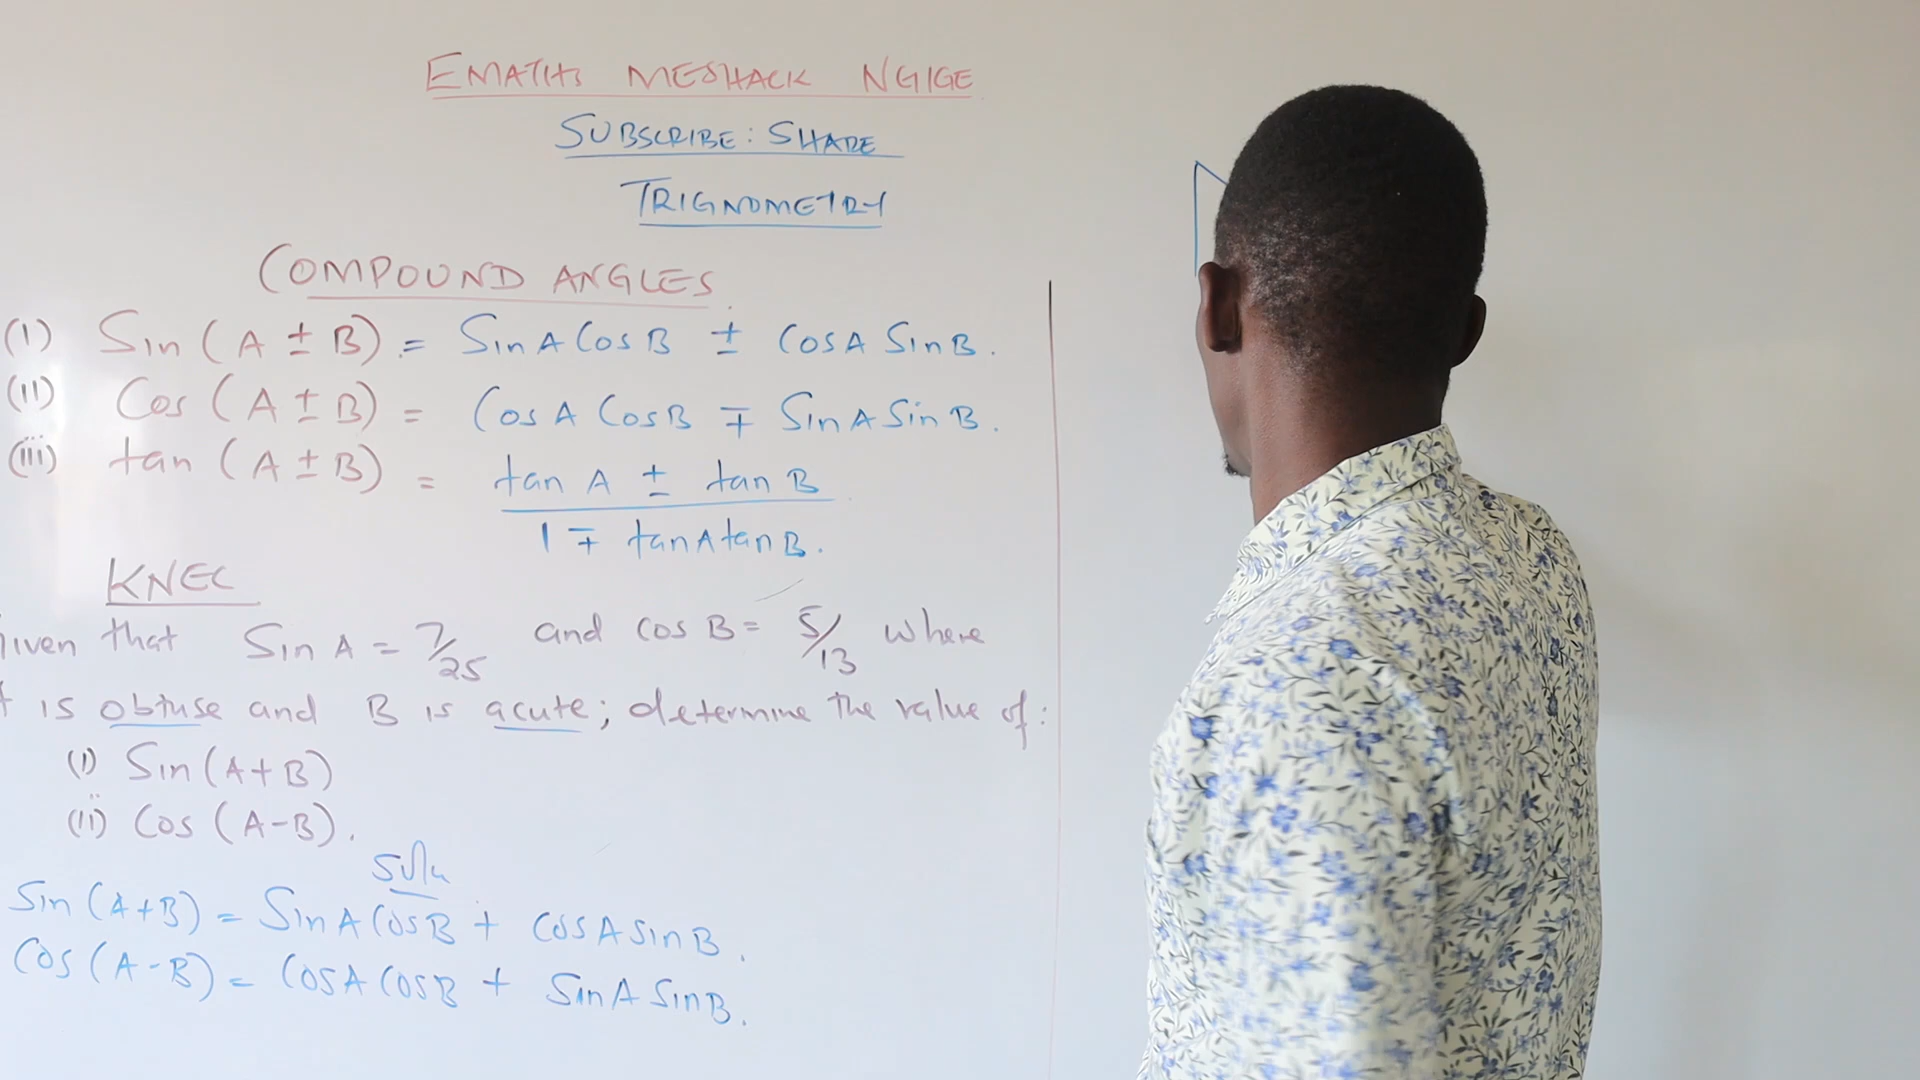 EMATHS MESHACK NGIGE
SUBSCRIBE: SHARE
TRIGNOMETRY
COMPOUND ANGLES.
(I) Sin (A ± B) = Sin A Cos B ± Cos A Sin B.
(II) Cos (A ± B) = Cos A Cos B ∓ Sin A Sin B.
(iii) tan (A ± B) = tan A ± tan B / 1 ∓ tan A tan B.
KNEC
Given that Sin A = 7/25 and cos B = 5/13 where
A is obtuse and B is acute; determine the value of:
(i) Sin (A+B)
(ii) Cos (A-B).
Soln
Sin (A+B) = Sin A Cos B + Cos A Sin B.
Cos (A-B) = Cos A Cos B + Sin A Sin B.